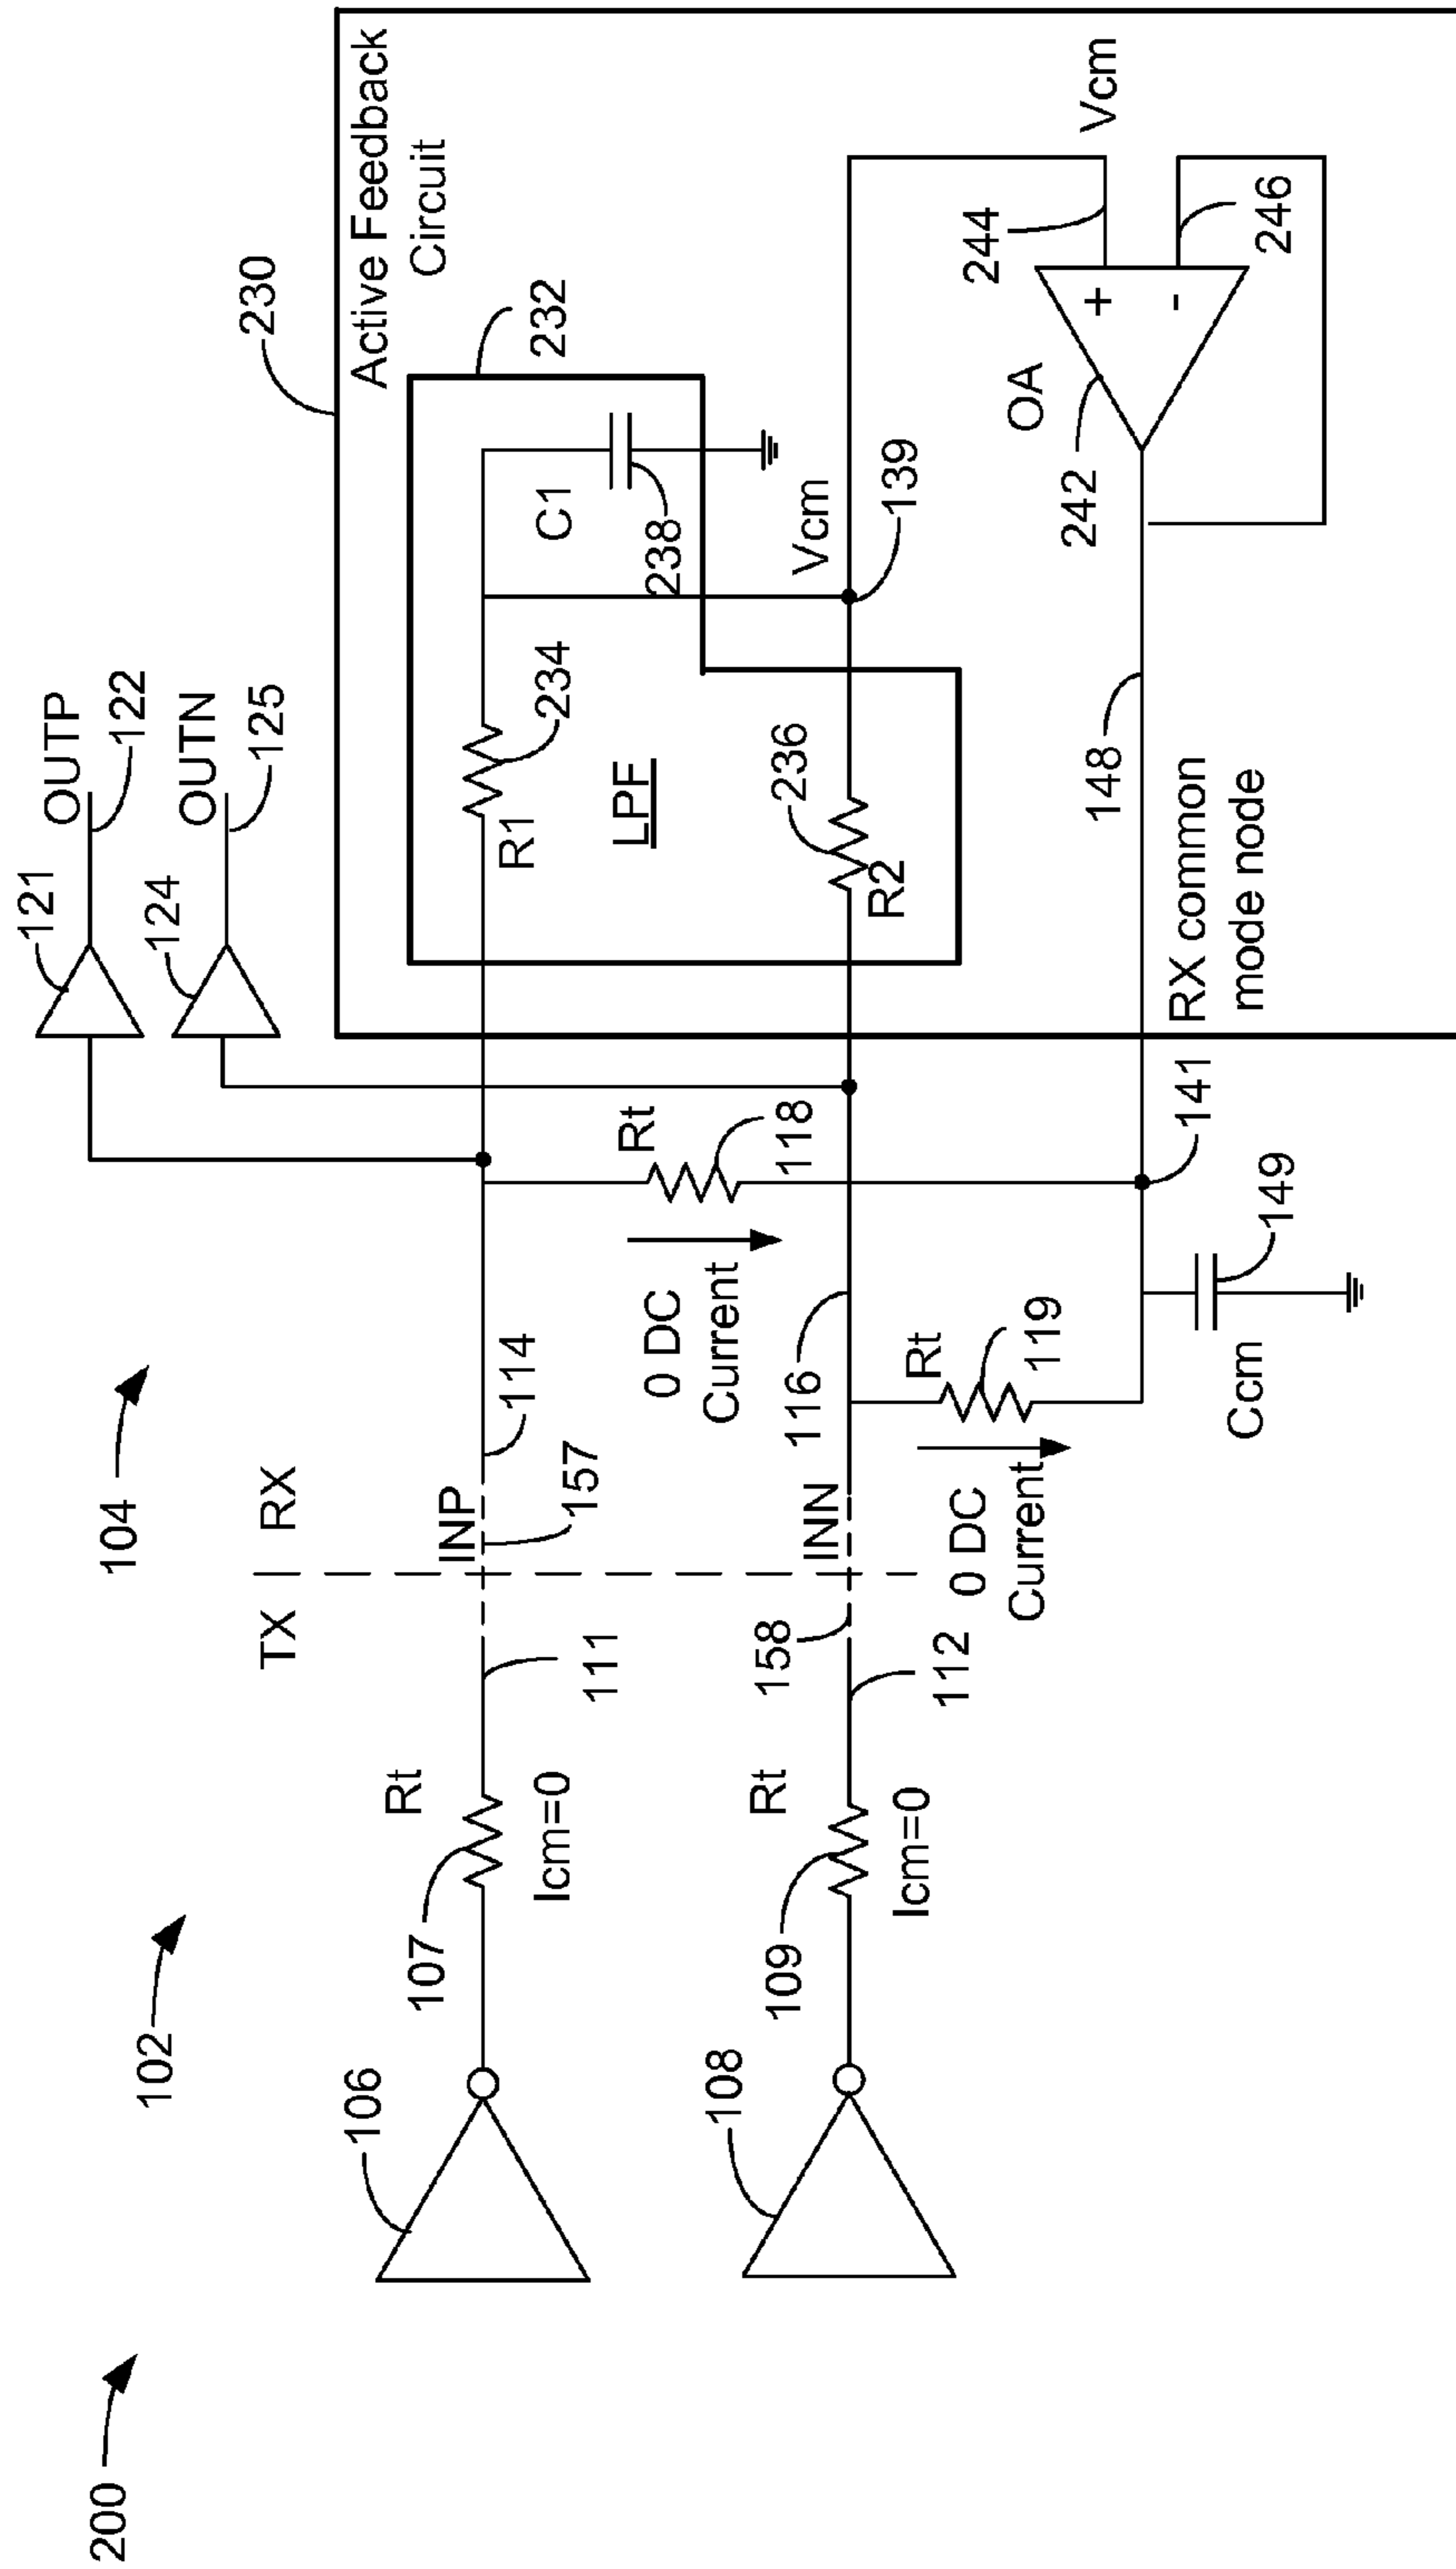 200
102
104
106
107
Rt
Icm=0
111
TX
RX
INP
157
114
108
109
Rt
Icm=0
112
158
INN
116
0 DC
Current
Rt
118
0 DC
Current
Rt
119
Ccm
149
141
121
OUTP
122
124
OUTN
125
230
Active Feedback
Circuit
232
R1
234
C1
238
LPF
R2
236
Vcm
139
148
RX common
mode node
242
OA
+
-
244
246
Vcm